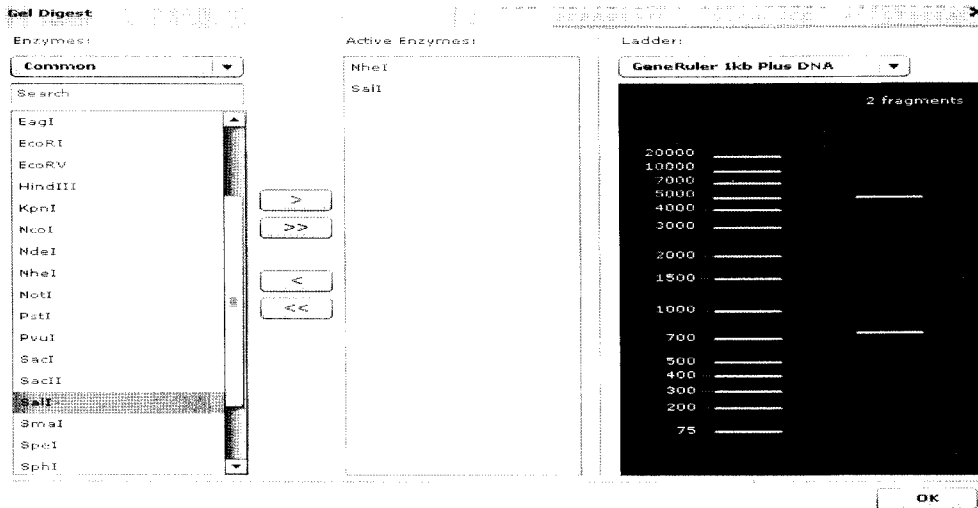 Gel Digest
x
Enzymes:
Common
Search
EagI
EcoRI
EcoRV
HindIII
KpnI
NcoI
NdeI
NheI
NotI
PstI
PvuI
SacI
SacII
SalI
SmaI
SpeI
SphI
>
>>
<
<<
Active Enzymes:
NheI
SalI
Ladder:
GeneRuler 1kb Plus DNA
2 fragments
20000
10000
7000
5000
4000
3000
2000
1500
1000
700
500
400
300
200
75
OK